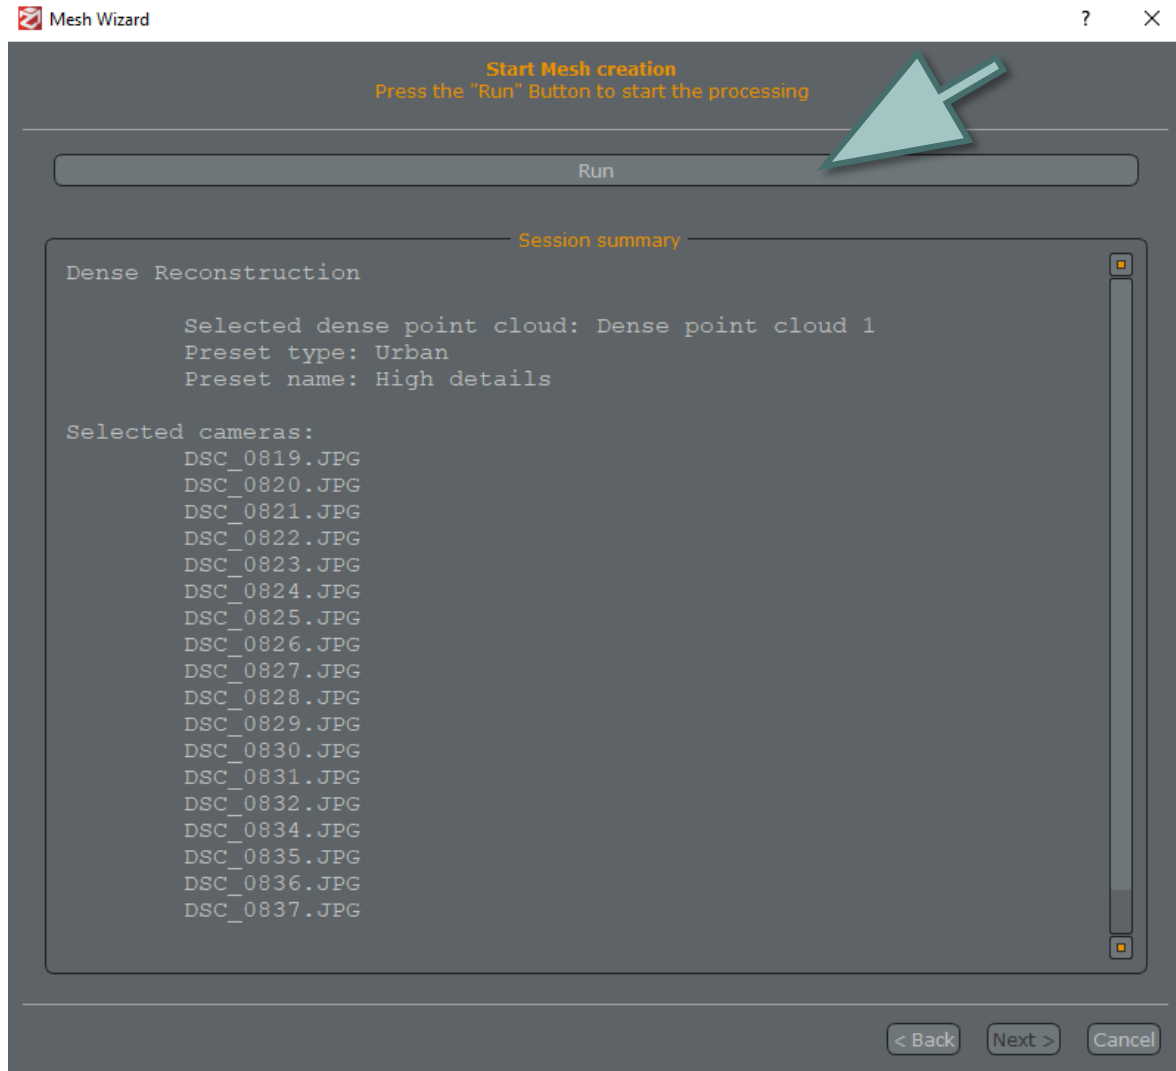 Mesh Wizard
?
Start Mesh creation
Press the "Run" Button to start the processing
Run
Session summary
Dense Reconstruction
Selected dense point cloud: Dense point cloud 1
Preset type: Urban
Preset name: High details
Selected cameras:
DSC_0819.JPG
DSC_0820.JPG
DSC_0821.JPG
DSC_0822.JPG
DSC_0823.JPG
DSC_0824.JPG
DSC_0825.JPG
DSC_0826.JPG
DSC_0827.JPG
DSC_0828.JPG
DSC_0829.JPG
DSC_0830.JPG
DSC_0831.JPG
DSC_0832.JPG
DSC_0834.JPG
DSC_0835.JPG
DSC_0836.JPG
DSC_0837.JPG
< Back Next > Cancel